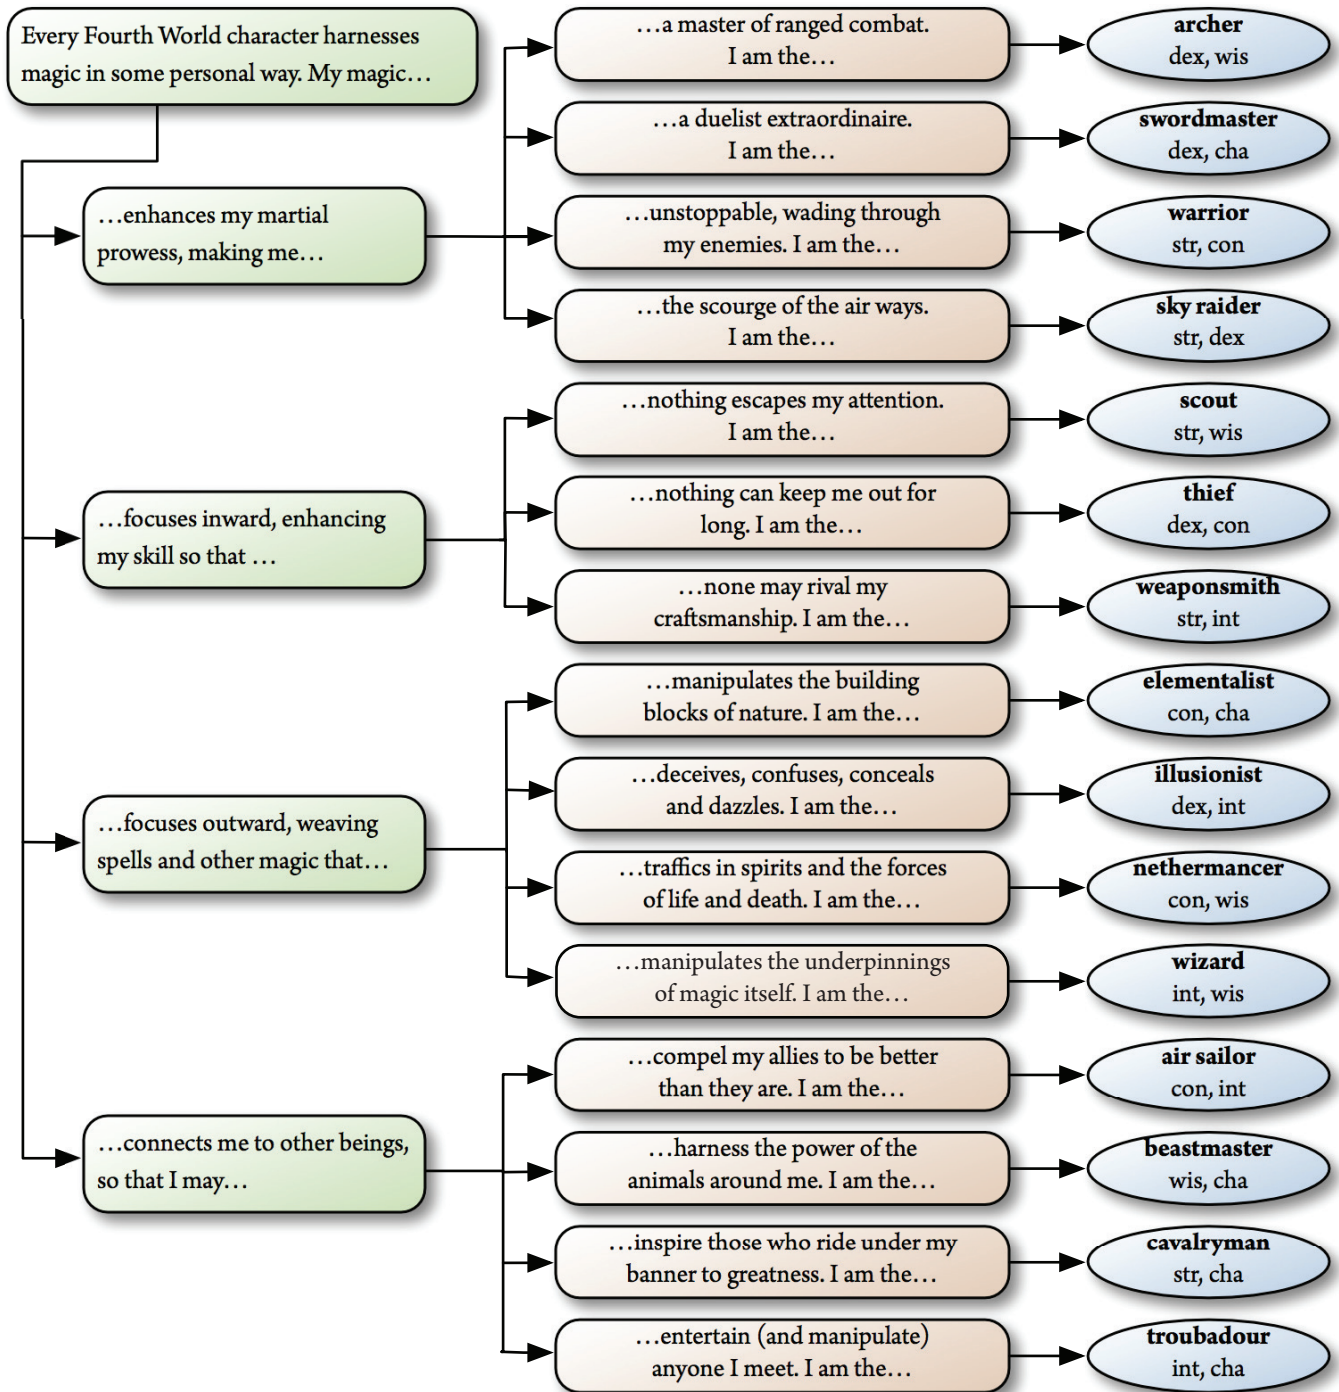 Every Fourth World character harnesses
magic in some personal way. My magic…
…enhances my martial
prowess, making me…
…a master of ranged combat.
I am the…
archer
dex, wis
…a duelist extraordinaire.
I am the…
swordmaster
dex, cha
…unstoppable, wading through
my enemies. I am the…
warrior
str, con
…the scourge of the air ways.
I am the…
sky raider
str, dex
…focuses inward, enhancing
my skill so that …
…nothing escapes my attention.
I am the…
scout
str, wis
…nothing can keep me out for
long. I am the…
thief
dex, con
…none may rival my
craftsmanship. I am the…
weaponsmith
str, int
…focuses outward, weaving
spells and other magic that…
…manipulates the building
blocks of nature. I am the…
elementalist
con, cha
…deceives, confuses, conceals
and dazzles. I am the…
illusionist
dex, int
…traffics in spirits and the forces
of life and death. I am the…
nethermancer
con, wis
…manipulates the underpinnings
of magic itself. I am the…
wizard
int, wis
…connects me to other beings,
so that I may…
…compel my allies to be better
than they are. I am the…
air sailor
con, int
…harness the power of the
animals around me. I am the…
beastmaster
wis, cha
…inspire those who ride under my
banner to greatness. I am the…
cavalryman
str, cha
…entertain (and manipulate)
anyone I meet. I am the…
troubadour
int, cha